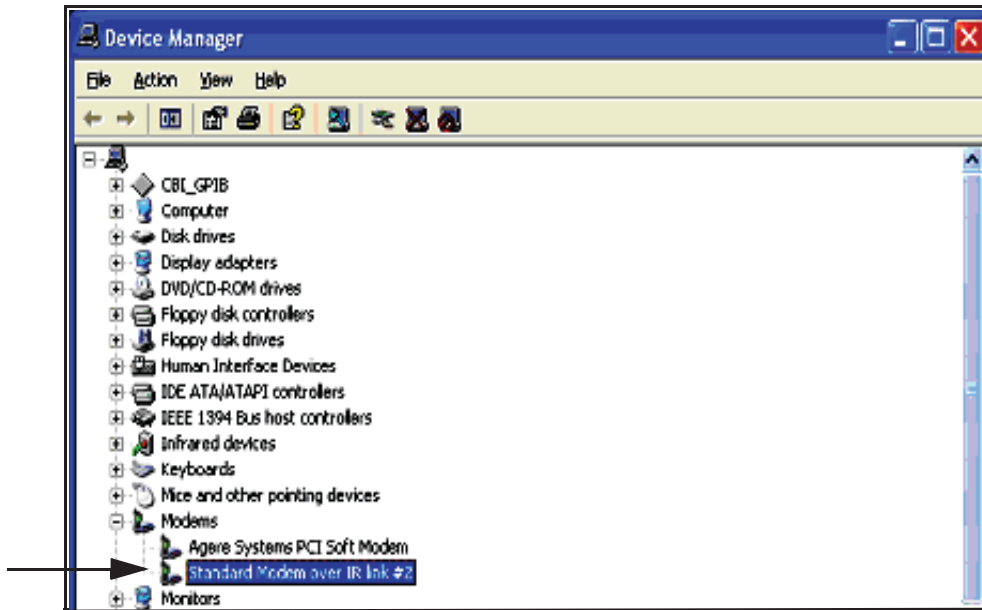 Device Manager
File Action View Help
CBI_GPIB
Computer
Disk drives
Display adapters
DVD/CD-ROM drives
Floppy disk controllers
Floppy disk drives
Human Interface Devices
IDE ATA/ATAPI controllers
IEEE 1394 Bus host controllers
Infrared devices
Keyboards
Mice and other pointing devices
Modems
Agere Systems PCI Soft Modem
Standard Modem over IR link #2
Monitors